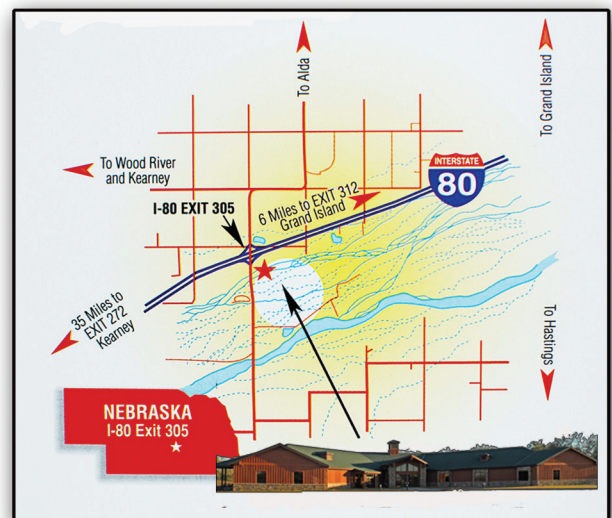 To Alda
To Grand Island
To Wood River
and Kearney
INTERSTATE
80
I-80 EXIT 305
6 Miles to EXIT 312
Grand Island
35 Miles to
EXIT 272
Kearney
To Hastings
NEBRASKA
I-80 Exit 305